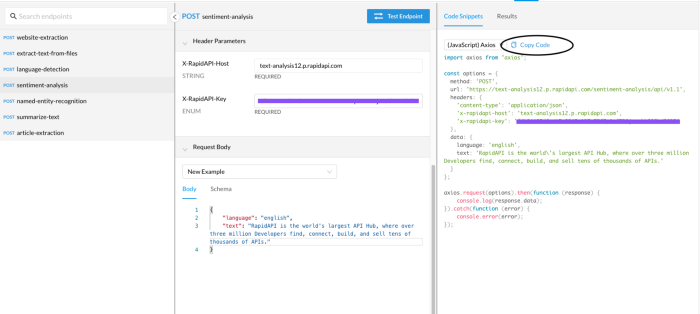 Search endpoints
POST website-extraction
POST extract-text-from-files
POST language-detection
POST sentiment-analysis
POST named-entity-recognition
POST summarize-text
POST article-extraction
POST sentiment-analysis
Test Endpoint
Header Parameters
X-RapidAPI-Host
STRING
text-analysis12.p.rapidapi.com
REQUIRED
X-RapidAPI-Key
ENUM
REQUIRED
Request Body
New Example
Body Schema
1 {
2 "language": "english",
3 "text": "RapidAPI is the world's largest API Hub, where over
three million Developers find, connect, build, and sell tens of
thousands of APIs."
4 }
Code Snippets Results
(JavaScript) Axios
Copy Code
import axios from "axios";
const options = {
method: 'POST',
url: 'https://text-analysis12.p.rapidapi.com/sentiment-analysis/api/v1.1',
headers: {
'content-type': 'application/json',
'x-rapidapi-host': 'text-analysis12.p.rapidapi.com',
'x-rapidapi-key':
},
data: {
language: 'english',
text: 'RapidAPI is the world\'s largest API Hub, where over three million
Developers find, connect, build, and sell tens of thousands of APIs.'
}
};
axios.request(options).then(function (response) {
console.log(response.data);
}).catch(function (error) {
console.error(error);
});